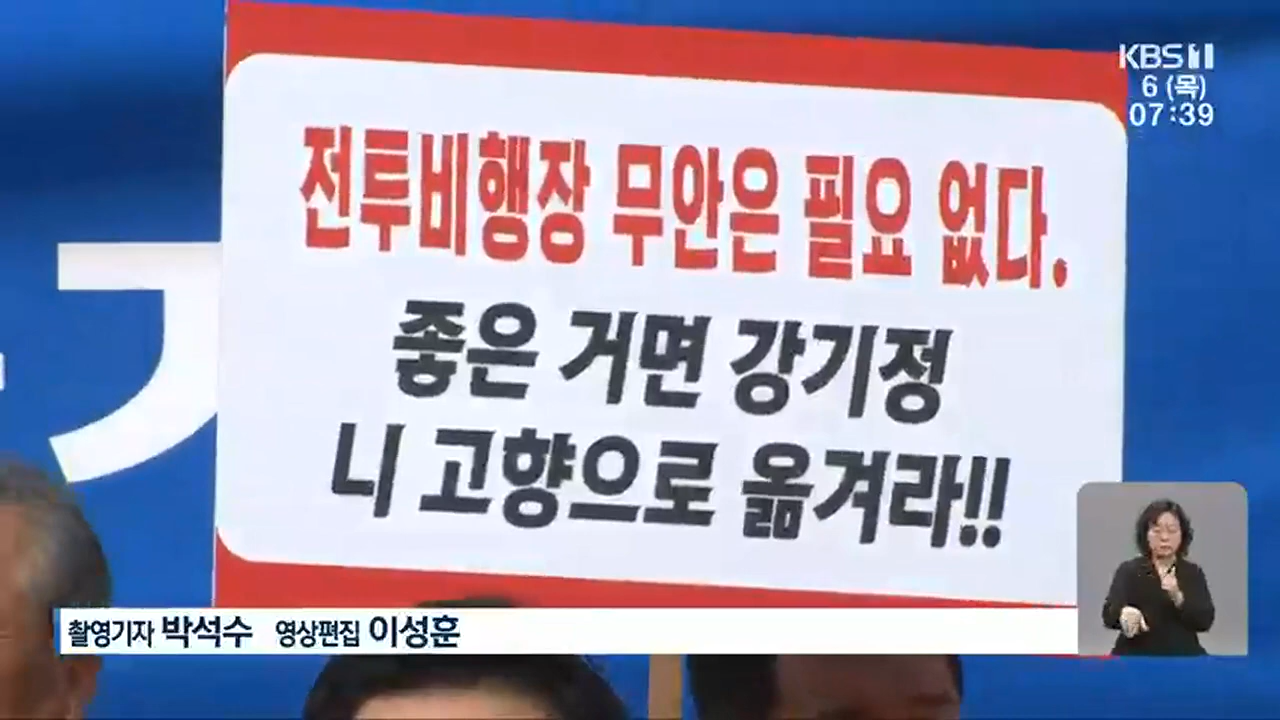 KBS1
6 (목)
07:39
전투비행장 무안은 필요 없다.
좋은 거면 강기정
니 고향으로 옮겨라!!
촬영기자 박석수 영상편집 이성훈